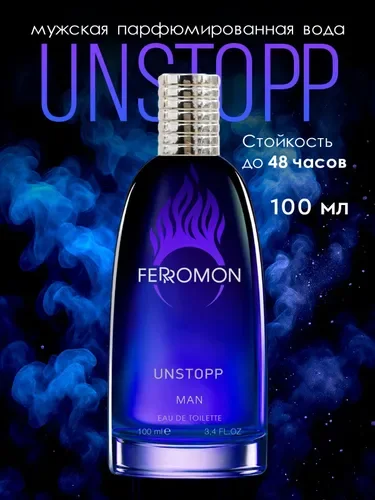 мужская парфюмированная вода
UNSTOPP
Стойкость
до 48 часов
100 мл
FERROMON
UNSTOPP
MAN
EAU DE TOILETTE
100 ml e 3,4 FL.OZ